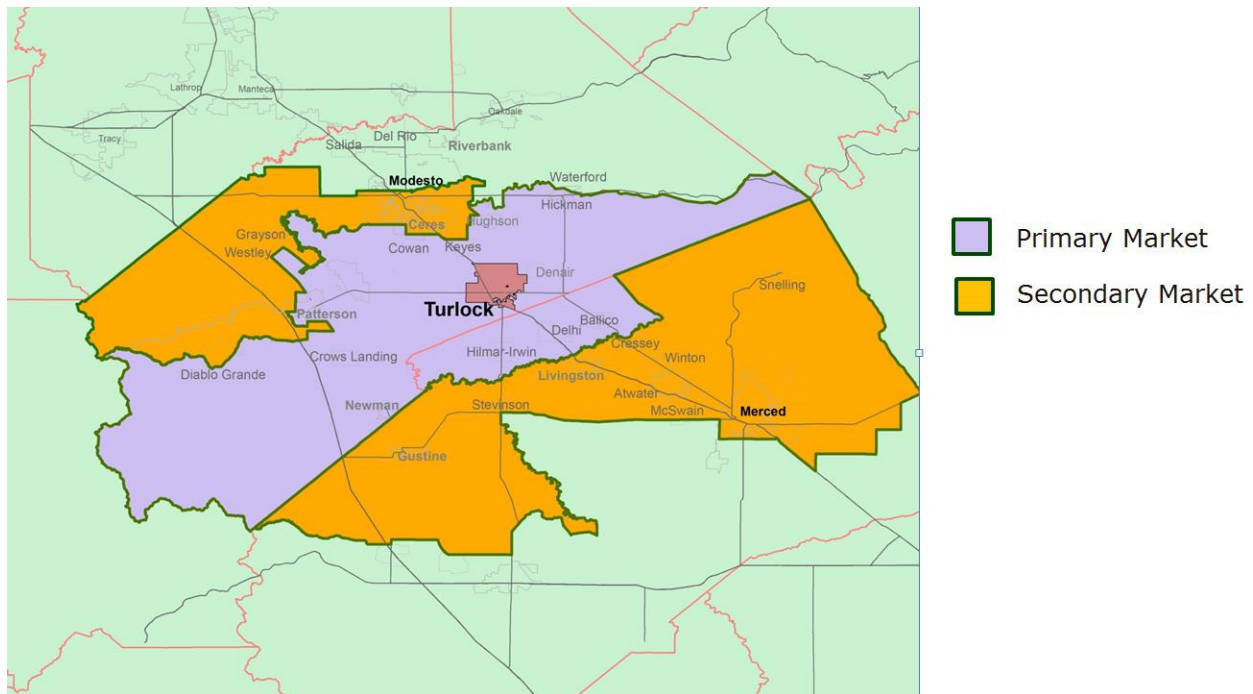 Lathrop
Manteca
Oakdale
Tracy
Del Rio
Salida
Riverbank
Modesto
Waterford
Hickman
Ceres
Hughson
Grayson
Westley
Cowan
Keyes
Denair
Snelling
Turlock
Patterson
Ballico
Delhi
Cressey
Crows Landing
Hilmar-Irwin
Winton
Diablo Grande
Livingston
Atwater
Newman
Stevinson
McSwain
Merced
Gustine
Primary Market
Secondary Market